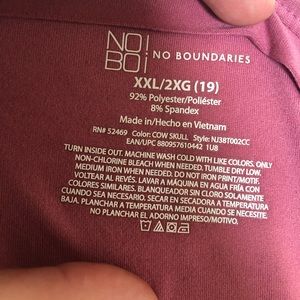 NO!
BOi
NO BOUNDARIES
XXL/2XG (19)
92% Polyester/Poliéster
8% Spandex
Made in/Hecho en Vietnam
RN# 52469 Color: COW SKULL Style: NJ38T002CC
EAN/UPC 880957610442 1UB
TURN INSIDE OUT. MACHINE WASH COLD WITH LIKE COLORS. ONLY
NON-CHLORINE BLEACH WHEN NEEDED. TUMBLE DRY LOW.
MEDIUM IRON WHEN NEEDED. DO NOT IRON PRINT/MOTIF.
VOLTEAR AL REVÉS. LAVAR A MÁQUINA EN AGUA FRÍA CON
COLORES SIMILARES. BLANQUEADOR SIN CLORO SOLAMENTE
CUANDO SEA NECESARIO. SECAR EN SECADORA A TEMPERATURA
BAJA. PLANCHAR A TEMPERATURA MEDIA CUANDO SE NECESITE.
NO PLANCHAR EL ADORNO IMPRESO/MOTIVO.